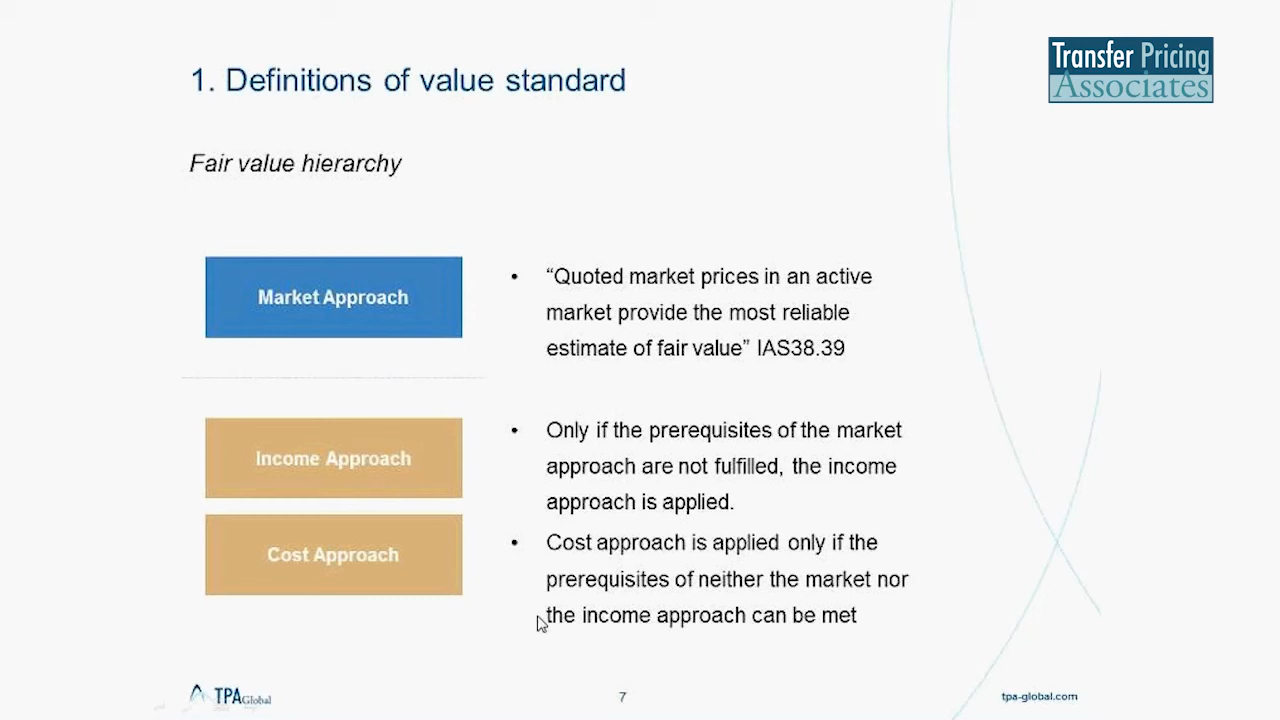 Transfer Pricing
Associates
1. Definitions of value standard
Fair value hierarchy
Market Approach
• “Quoted market prices in an active
market provide the most reliable
estimate of fair value” IAS38.39
Income Approach
• Only if the prerequisites of the market
approach are not fulfilled, the income
approach is applied.
Cost Approach
• Cost approach is applied only if the
prerequisites of neither the market nor
the income approach can be met
TPA Global
7
tpa-global.com